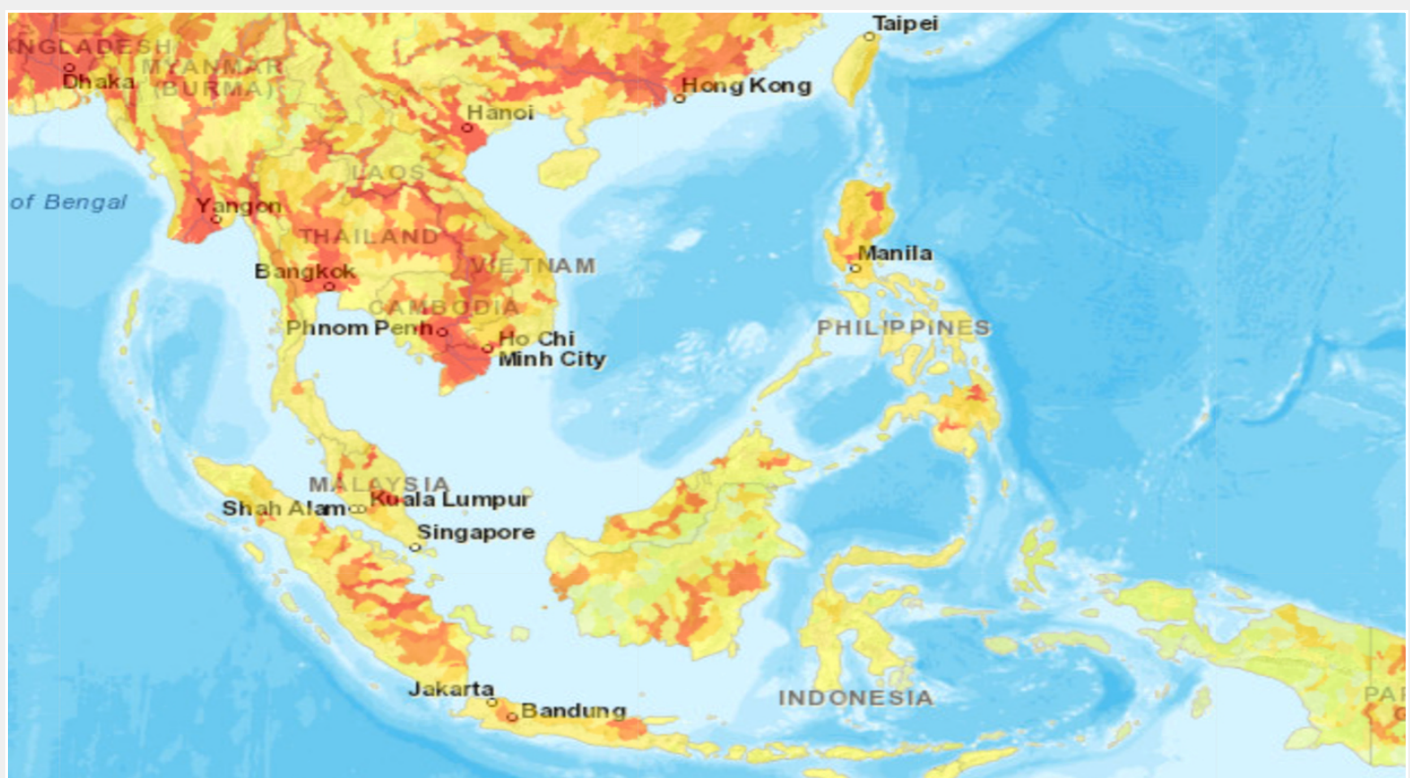 Taipei
NGLADESH
MYANMAR
(BURMA)
Dhaka
Hong Kong
Hanoi
LAOS
of Bengal
Yangon
THAILAND
Manila
Bangkok
VIETNAM
CAMBODIA
Phnom Penh
PHILIPPINES
Ho Chi
Minh City
MALAYSIA
Kuala Lumpur
Shah Alam
Singapore
Jakarta
INDONESIA
PAP
Bandung